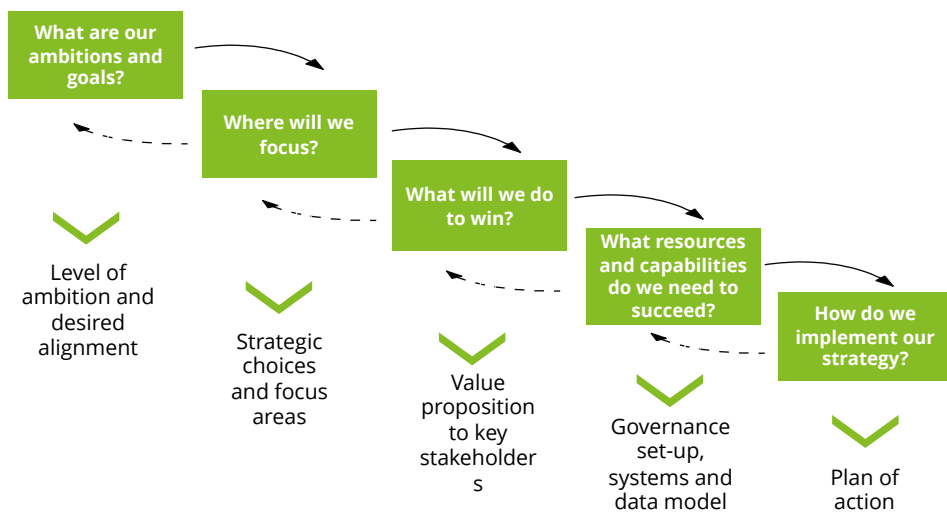 What are our
ambitions and
goals?
Where will we
focus?
What will we do
to win?
What resources
and capabilities
do we need to
succeed?
How do we
implement our
strategy?
Level of
ambition and
desired
alignment
Strategic
choices
and focus
areas
Value
proposition
to key
stakeholder
s
Governance
set-up,
systems and
data model
Plan of
action